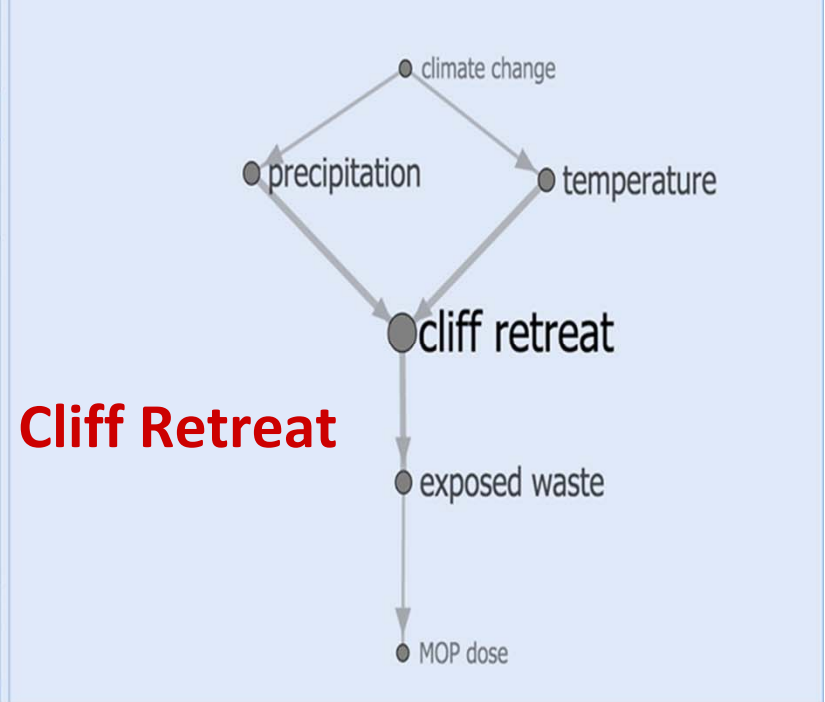 climate change
precipitation
temperature
cliff retreat
Cliff Retreat
exposed waste
MOP dose